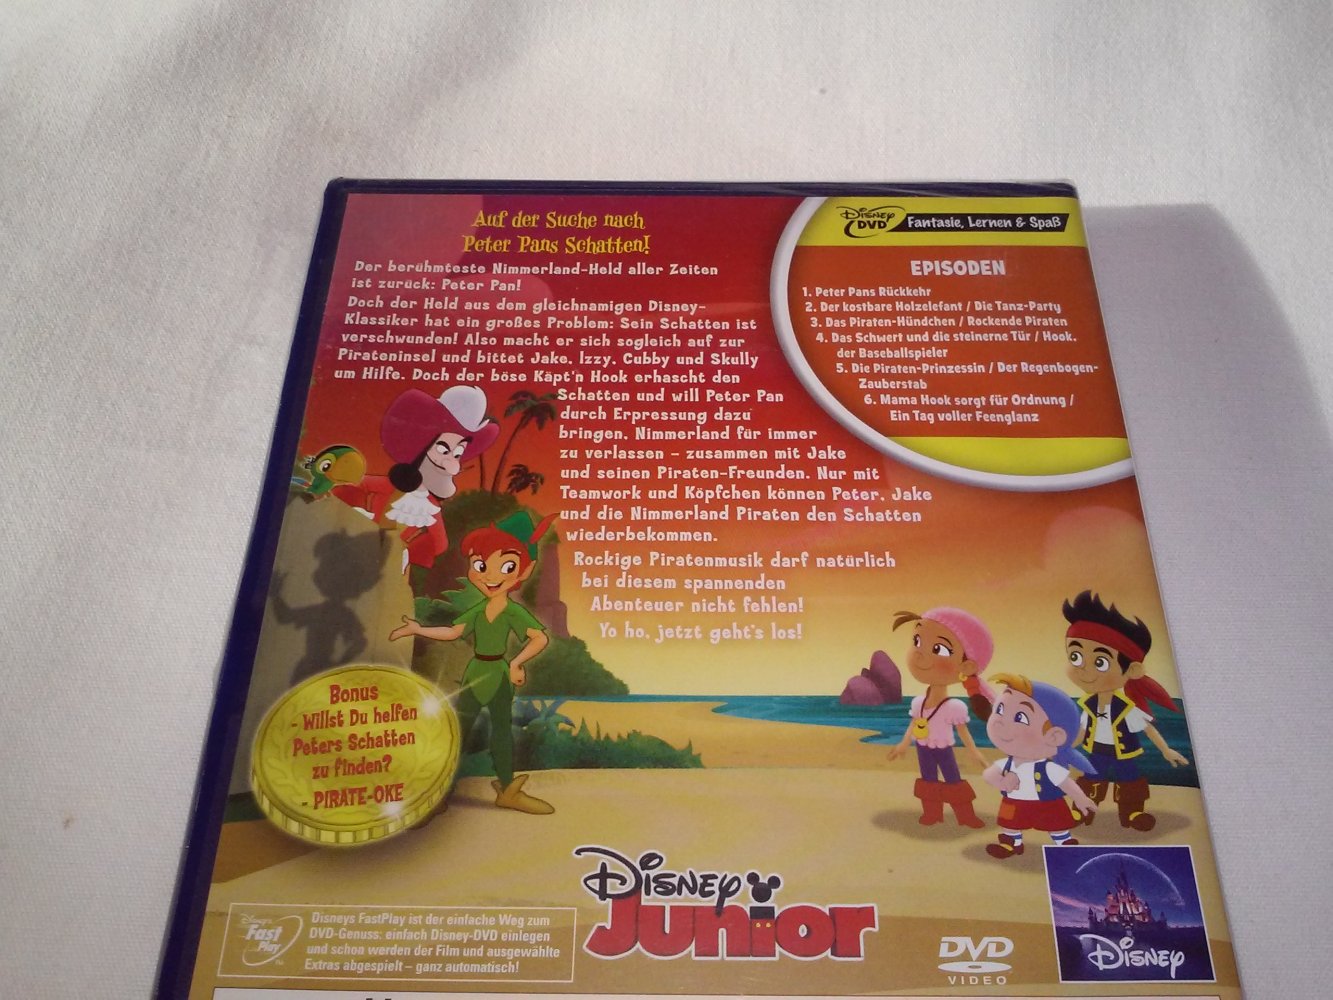 Auf der Suche nach
Peter Pans Schatten!
Der berühmteste Nimmerland-Held aller Zeiten
ist zurück: Peter Pan!
Doch der Held aus dem gleichnamigen Disney-
Klassiker hat ein großes Problem: Sein Schatten ist
verschwunden! Also macht er sich sogleich auf zur
Pirateninsel und bittet Jake, Izzy, Cubby und Skully
um Hilfe. Doch der böse Käpt'n Hook erhascht den
Schatten und will Peter Pan
durch Erpressung dazu
bringen, Nimmerland für immer
zu verlassen – zusammen mit Jake
und seinen Piraten-Freunden. Nur mit
Teamwork und Köpfchen können Peter, Jake
und die Nimmerland Piraten den Schatten
wiederbekommen.
Rockige Piratenmusik darf natürlich
bei diesem spannenden
Abenteuer nicht fehlen!
Yo ho, jetzt geht's los!
Disney DVD
Fantasie, Lernen & Spaß
EPISODEN
1. Peter Pans Rückkehr
2. Der kostbare Holzelefant / Die Tanz-Party
3. Das Piraten-Hündchen / Rockende Piraten
4. Das Schwert und die steinerne Tür / Hook,
der Baseballspieler
5. Die Piraten-Prinzessin / Der Regenbogen-
Zauberstab
6. Mama Hook sorgt für Ordnung /
Ein Tag voller Feenglanz
Bonus
- Willst Du helfen
Peters Schatten
zu finden?
- PIRATE-OKE
Disney's
Fast
Play
TM
Disneys FastPlay ist der einfache Weg zum
DVD-Genuss: einfach Disney-DVD einlegen
und schon werden der Film und ausgewählte
Extras abgespielt – ganz automatisch!
Disney
Junior
DVD
VIDEO
Disney